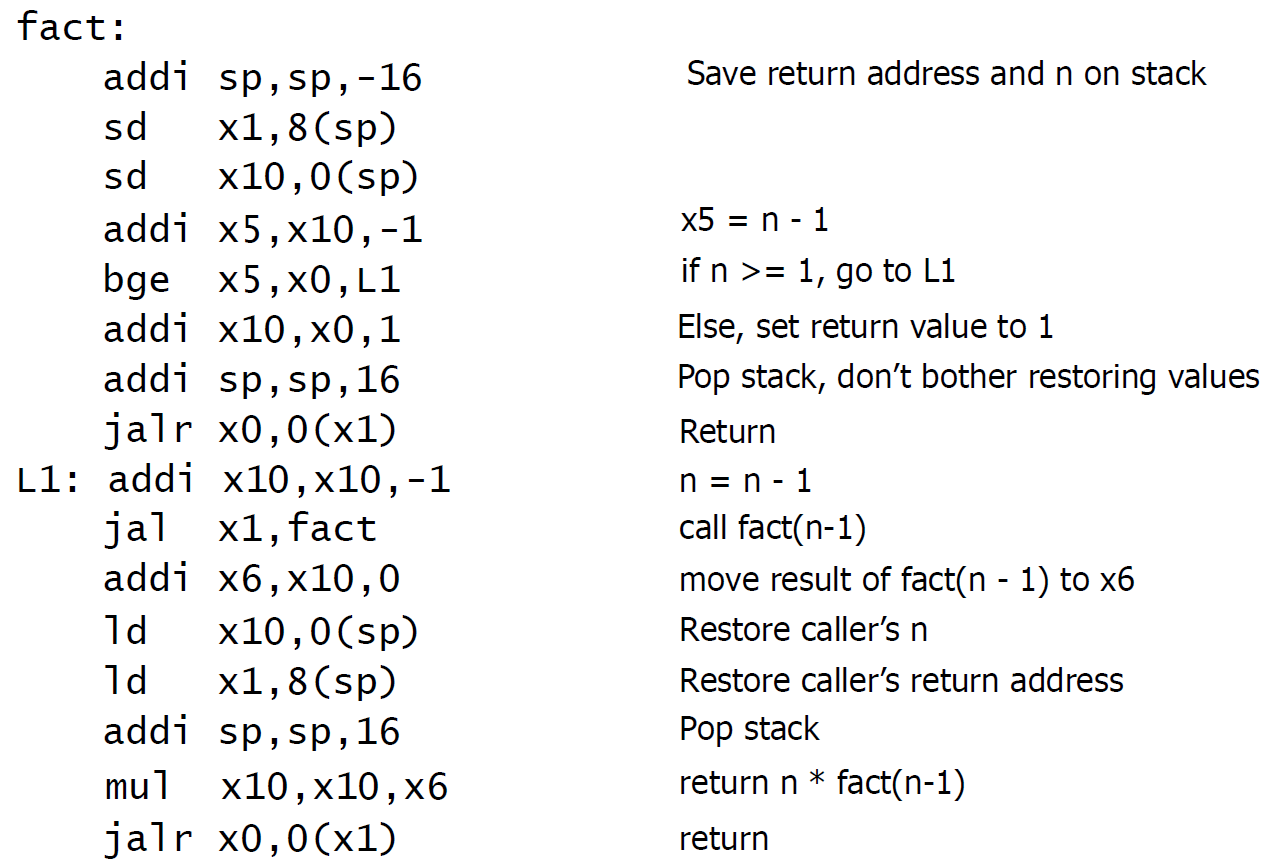 fact:
addi sp,sp,-16 Save return address and n on stack
sd x1,8(sp)
sd x10,0(sp)
addi x5,x10,-1 x5 = n - 1
bge x5,x0,L1 if n >= 1, go to L1
addi x10,x0,1 Else, set return value to 1
addi sp,sp,16 Pop stack, don’t bother restoring values
jalr x0,0(x1) Return
L1: addi x10,x10,-1 n = n - 1
jal x1,fact call fact(n-1)
addi x6,x10,0 move result of fact(n - 1) to x6
ld x10,0(sp) Restore caller’s n
ld x1,8(sp) Restore caller’s return address
addi sp,sp,16 Pop stack
mul x10,x10,x6 return n * fact(n-1)
jalr x0,0(x1) return